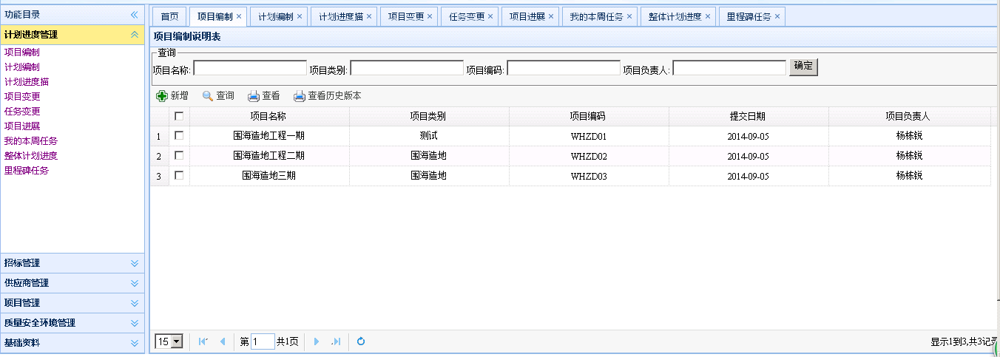 功能目录
计划进度管理
项目编制
计划编制
计划进度描
项目变更
任务变更
项目进展
我的本周任务
整体计划进度
里程碑任务
招标管理
供应商管理
项目管理
质量安全环境管理
基础资料
首页 项目编制 计划编制 计划进度描 项目变更 任务变更 项目进展 我的本周任务 整体计划进度 里程碑任务
项目编制说明表
查询
项目名称: 项目类别: 项目编码: 项目负责人: 确定
新增 查询 查看 查看历史版本
项目名称 项目类别 项目编码 提交日期 项目负责人
1 围海造地工程一期 测试 WHZD01 2014-09-05 杨栋锐
2 围海造地工程二期 围海造地 WHZD02 2014-09-05 杨栋锐
3 围海造地三期 围海造地 WHZD03 2014-09-05 杨栋锐
15 第 1 共1页 显示1到3,共3记录